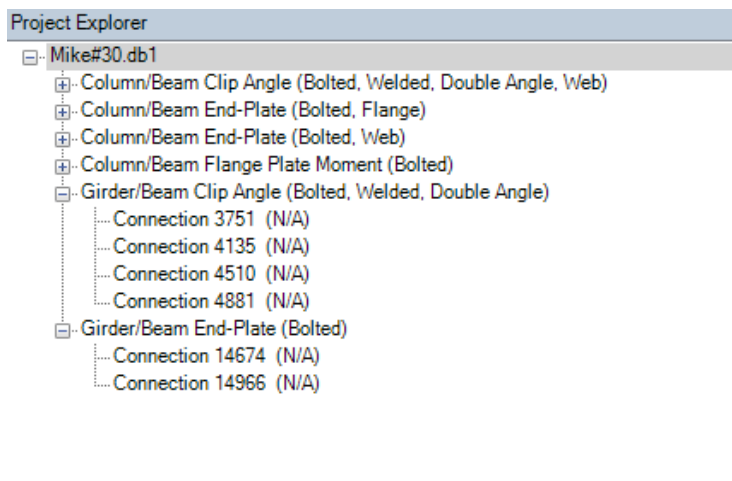 Project Explorer
Mike#30.db1
Column/Beam Clip Angle (Bolted, Welded, Double Angle, Web)
Column/Beam End-Plate (Bolted, Flange)
Column/Beam End-Plate (Bolted, Web)
Column/Beam Flange Plate Moment (Bolted)
Girder/Beam Clip Angle (Bolted, Welded, Double Angle)
Connection 3751 (N/A)
Connection 4135 (N/A)
Connection 4510 (N/A)
Connection 4881 (N/A)
Girder/Beam End-Plate (Bolted)
Connection 14674 (N/A)
Connection 14966 (N/A)